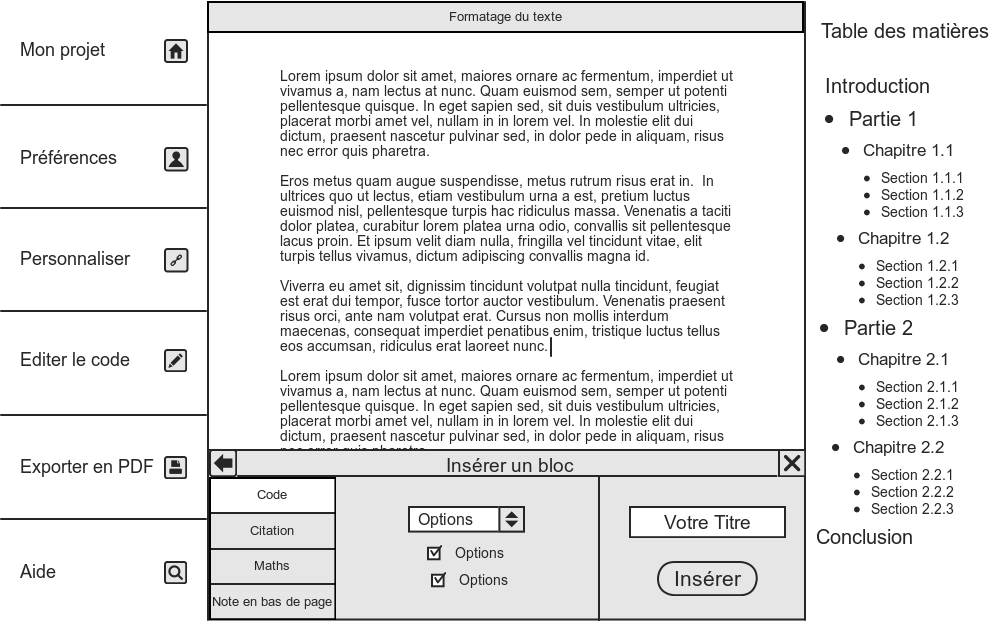 Mon projet
Préférences
Personnaliser
Editer le code
Exporter en PDF
Aide
Formatage du texte
Lorem ipsum dolor sit amet, maiores ornare ac fermentum, imperdiet ut
vivamus a, nam lectus at nunc. Quam euismod sem, semper ut potenti
pellentesque quisque. In eget sapien sed, sit duis vestibulum ultricies,
placerat morbi amet vel, nullam in in lorem vel. In molestie elit dui
dictum, praesent nascetur pulvinar sed, in dolor pede in aliquam, risus
nec error quis pharetra.
Eros metus quam augue suspendisse, metus rutrum risus erat in.  In
ultrices quo ut lectus, etiam vestibulum urna a est, pretium luctus
euismod nisl, pellentesque turpis hac ridiculus massa. Venenatis a taciti
dolor platea, curabitur lorem platea urna odio, convallis sit pellentesque
lacus proin. Et ipsum velit diam nulla, fringilla vel tincidunt vitae, elit
turpis tellus vivamus, dictum adipiscing convallis magna id.
Viverra eu amet sit, dignissim tincidunt volutpat nulla tincidunt, feugiat
est erat dui tempor, fusce tortor auctor vestibulum. Venenatis praesent
risus orci, ante nam volutpat erat. Cursus non mollis interdum
maecenas, consequat imperdiet penatibus enim, tristique luctus tellus
eos accumsan, ridiculus erat laoreet nunc.
Lorem ipsum dolor sit amet, maiores ornare ac fermentum, imperdiet ut
vivamus a, nam lectus at nunc. Quam euismod sem, semper ut potenti
pellentesque quisque. In eget sapien sed, sit duis vestibulum ultricies,
placerat morbi amet vel, nullam in in lorem vel. In molestie elit dui
dictum, praesent nascetur pulvinar sed, in dolor pede in aliquam, risus
Insérer un bloc
Code
Citation
Maths
Note en bas de page
Options
Options
Options
Votre Titre
Insérer
Table des matières
Introduction
Partie 1
Chapitre 1.1
Section 1.1.1
Section 1.1.2
Section 1.1.3
Chapitre 1.2
Section 1.2.1
Section 1.2.2
Section 1.2.3
Partie 2
Chapitre 2.1
Section 2.1.1
Section 2.1.2
Section 2.1.3
Chapitre 2.2
Section 2.2.1
Section 2.2.2
Section 2.2.3
Conclusion